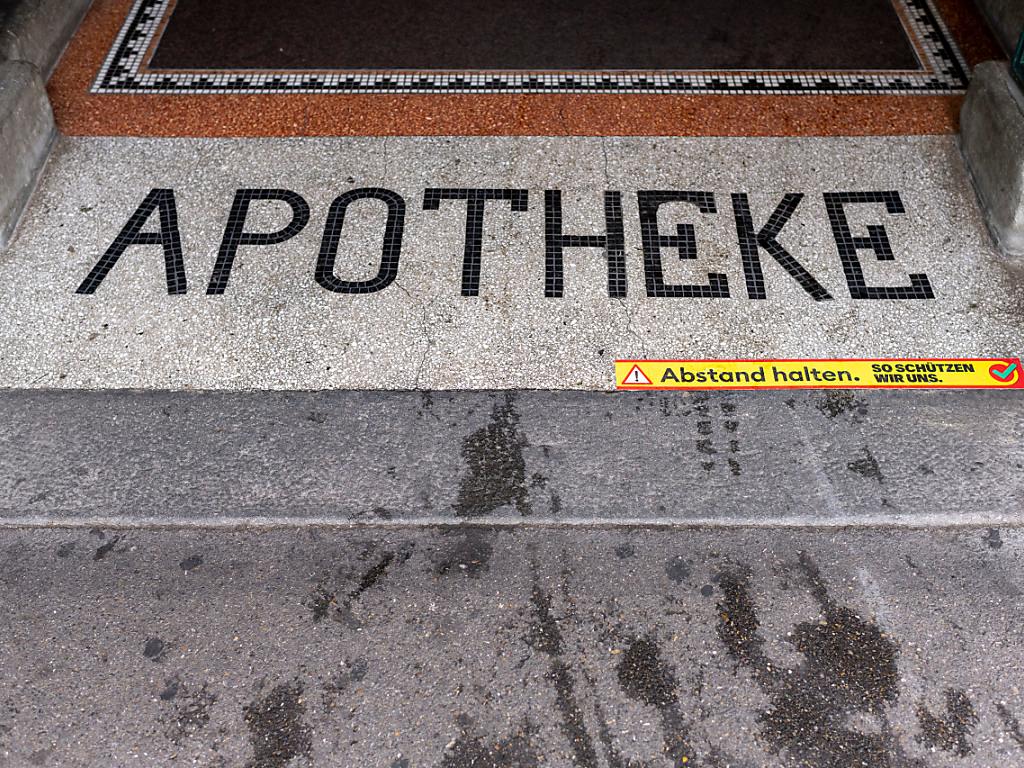 APOTHEKE
Abstand halten. SO SCHÜTZEN
WIR UNS.